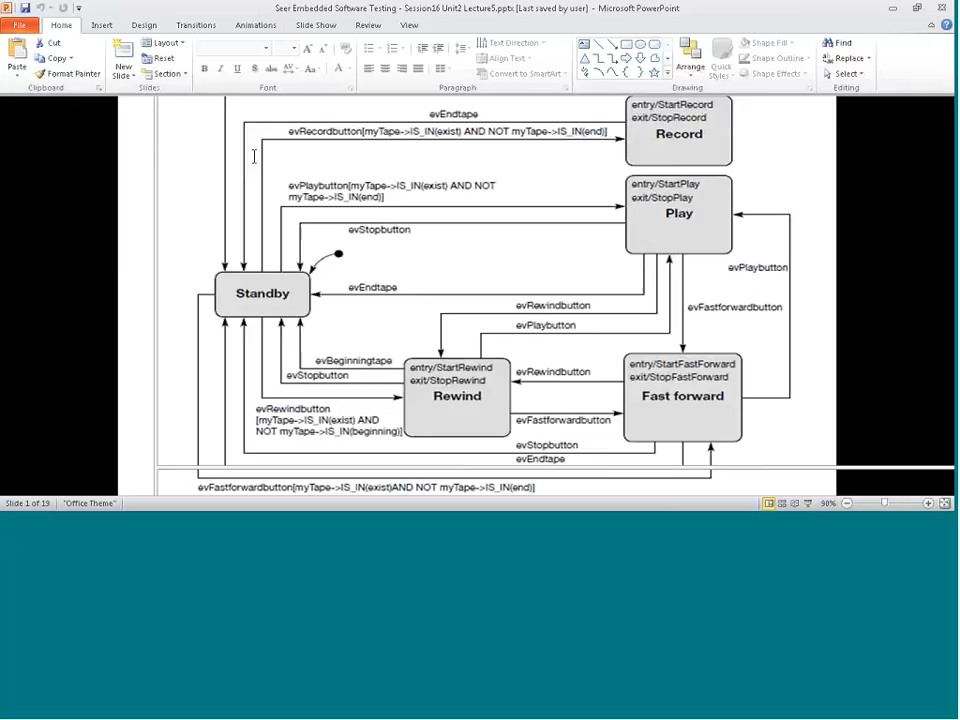 Seer Embedded Software Testing - Session16 Unit2 Lecture5.pptx [Last saved by user] - Microsoft PowerPoint
File Home Insert Design Transitions Animations Slide Show Review View
Paste
Cut
Copy
Format Painter
Clipboard
New Slide
Layout
Reset
Section
Slides
B I U S abc AV Aa A
Font
Paragraph
Text Direction
Align Text
Convert to SmartArt
Arrange
Quick Styles
Shape Fill
Shape Outline
Shape Effects
Drawing
Find
Replace
Select
Editing
evEndtape
evRecordbutton[myTape->IS_IN(exist) AND NOT myTape->IS_IN(end)]
entry/StartRecord
exit/StopRecord
Record
evPlaybutton[myTape->IS_IN(exist) AND NOT
myTape->IS_IN(end)]
entry/StartPlay
exit/StopPlay
Play
evStopbutton
evPlaybutton
Standby
evEndtape
evRewindbutton
evFastforwardbutton
evPlaybutton
evBeginningtape
evStopbutton
entry/StartRewind
exit/StopRewind
Rewind
evRewindbutton
entry/StartFastForward
exit/StopFastForward
Fast forward
evRewindbutton
[myTape->IS_IN(exist) AND
NOT myTape->IS_IN(beginning)]
evFastforwardbutton
evStopbutton
evEndtape
evFastforwardbutton[myTape->IS_IN(exist)AND NOT myTape->IS_IN(end)]
Slide 1 of 19 "Office Theme" 90%